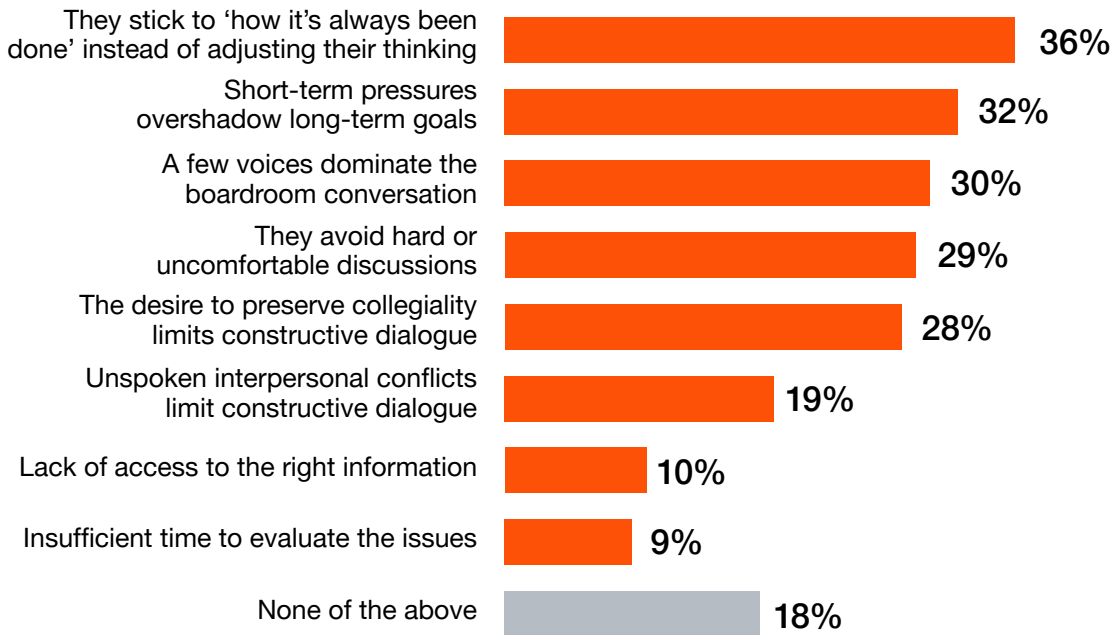 They stick to ‘how it’s always been
done’ instead of adjusting their thinking
36%
Short-term pressures
overshadow long-term goals
32%
A few voices dominate the
boardroom conversation
30%
They avoid hard or
uncomfortable discussions
29%
The desire to preserve collegiality
limits constructive dialogue
28%
Unspoken interpersonal conflicts
limit constructive dialogue
19%
Lack of access to the right information
10%
Insufficient time to evaluate the issues
9%
None of the above
18%